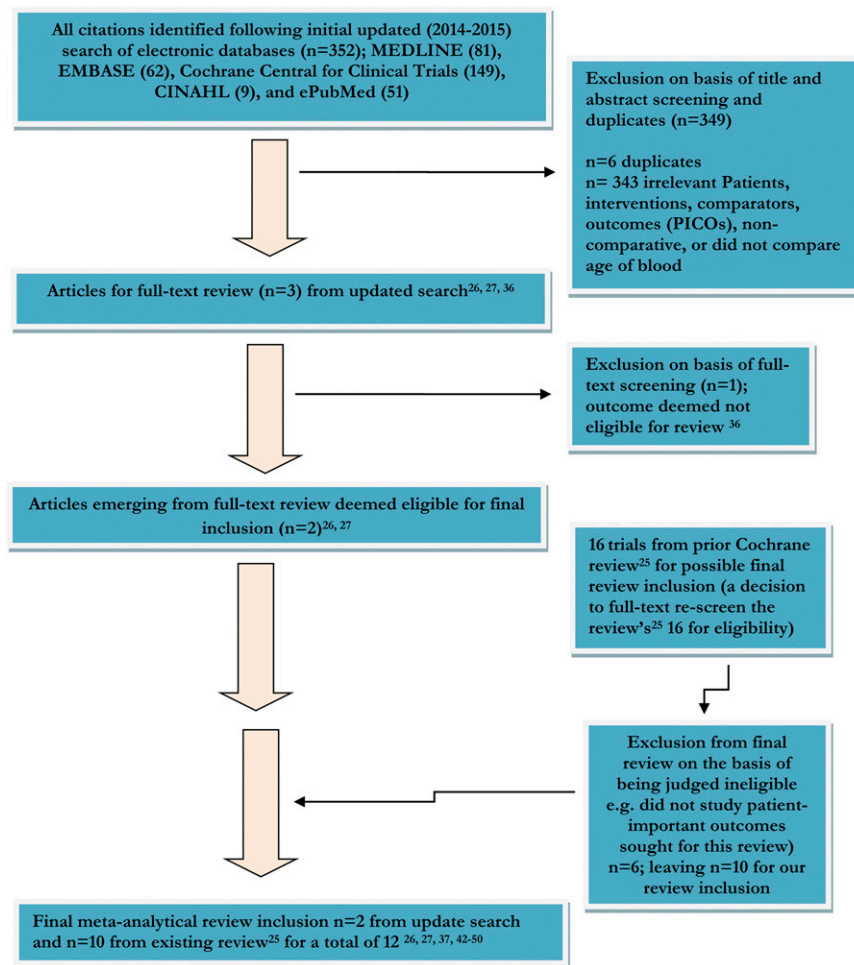 All citations identified following initial updated (2014-2015)
search of electronic databases (n=352); MEDLINE (81),
EMBASE (62), Cochrane Central for Clinical Trials (149),
CINAHL (9), and ePubMed (51)
Exclusion on basis of title and
abstract screening and
duplicates (n=349)
n=6 duplicates
n= 343 irrelevant Patients,
interventions, comparators,
outcomes (PICOs), non-
comparative, or did not compare
age of blood
Articles for full-text review (n=3) from updated search26, 27, 36
Exclusion on basis of full-
text screening (n=1);
outcome deemed not
eligible for review 36
Articles emerging from full-text review deemed eligible for final
inclusion (n=2)26, 27
16 trials from prior Cochrane
review25 for possible final
review inclusion (a decision
to full-text re-screen the
review's25 16 for eligibility)
Exclusion from final
review on the basis of
being judged ineligible
e.g. did not study patient-
important outcomes
sought for this review)
n=6; leaving n=10 for our
review inclusion
Final meta-analytical review inclusion n=2 from update search
and n=10 from existing review25 for a total of 12 26, 27, 37, 42-50